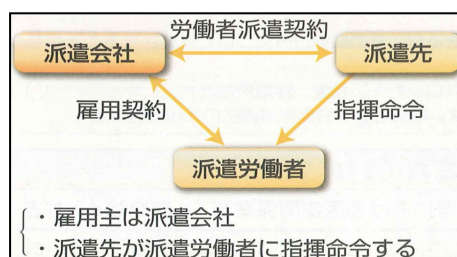 労働者派遣契約
派遣会社
派遣先
雇用契約
指揮命令
派遣労働者
・雇用主は派遣会社
・派遣先が派遣労働者に指揮命令する